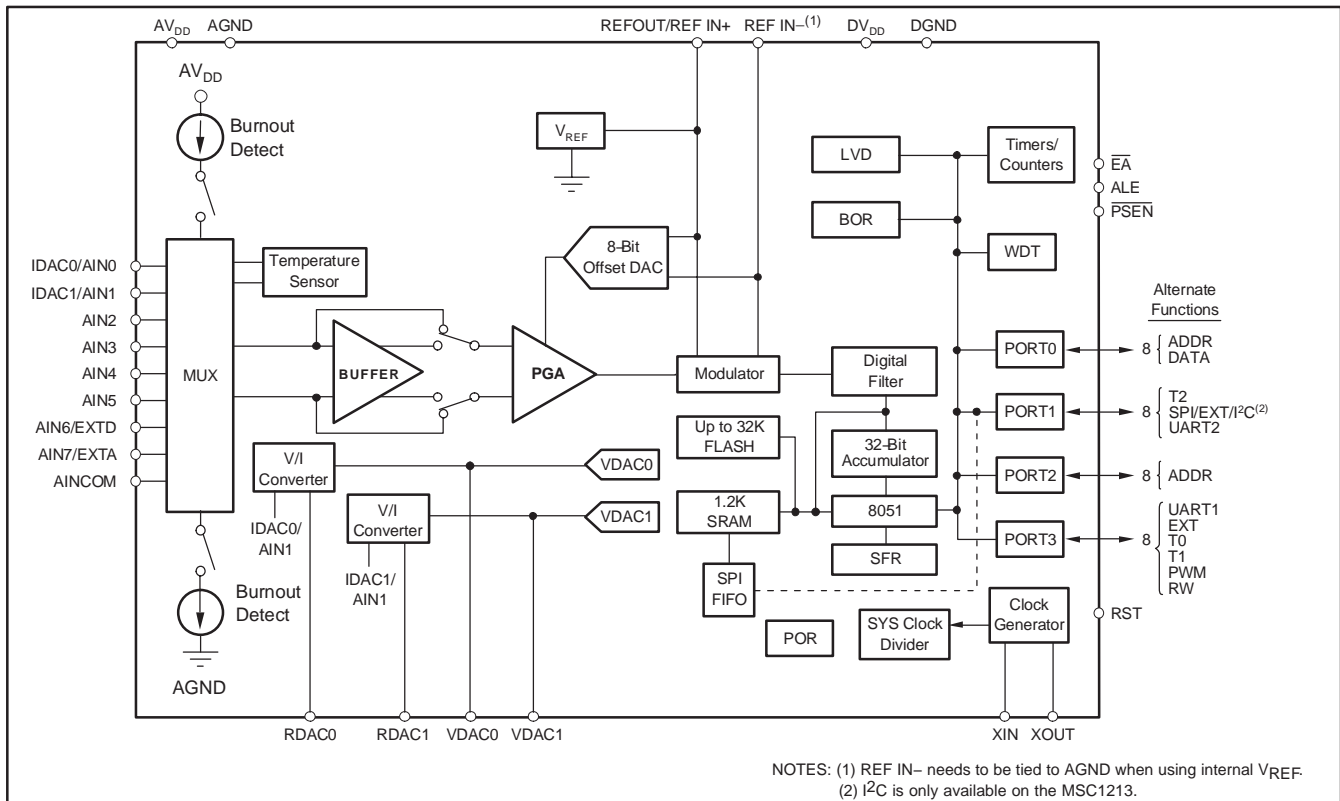 AVDD AGND REFOUT/REF IN+ REF IN–(1) DVDD DGND
AVDD
Burnout
Detect
VREF
LVD
Timers/
Counters
EA
ALE
PSEN
BOR
WDT
8–Bit
Offset DAC
Temperature
Sensor
IDAC0/AIN0
IDAC1/AIN1
AIN2
AIN3
AIN4
AIN5
AIN6/EXTD
AIN7/EXTA
AINCOM
MUX
BUFFER
PGA
Modulator
Digital
Filter
Alternate
Functions
PORT0
8
ADDR
DATA
PORT1
8
T2
SPI/EXT/I2C(2)
UART2
Up to 32K
FLASH
32–Bit
Accumulator
PORT2
8
ADDR
V/I
Converter
VDAC0
V/I
Converter
VDAC1
IDAC0/
AIN1
IDAC1/
AIN1
1.2K
SRAM
8051
SFR
PORT3
8
UART1
EXT
T0
T1
PWM
RW
SPI
FIFO
Burnout
Detect
AGND
POR
SYS Clock
Divider
Clock
Generator
RST
RDAC0 RDAC1 VDAC0 VDAC1 XIN XOUT
NOTES: (1) REF IN– needs to be tied to AGND when using internal VREF.
(2) I2C is only available on the MSC1213.